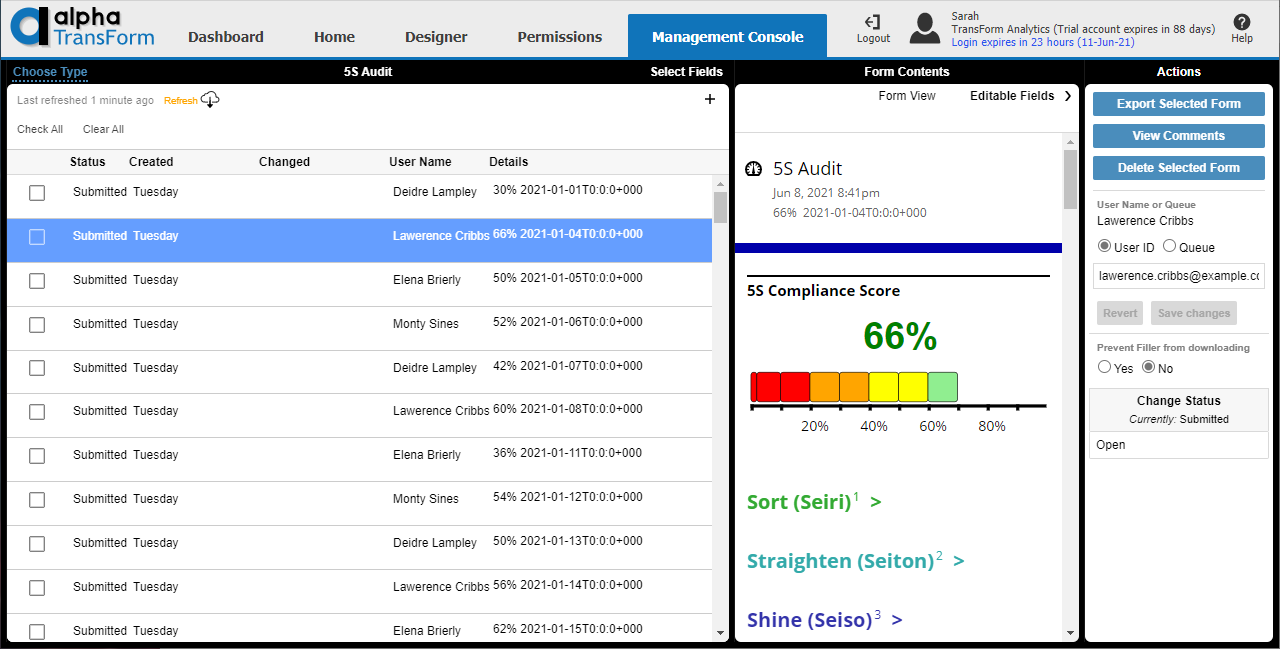 alpha
TransForm
Dashboard
Home
Designer
Permissions
Management Console
Logout
Sarah
TransForm Analytics (Trial account expires in 88 days)
Login expires in 23 hours (11-Jun-21)
Help
Choose Type
5S Audit
Select Fields
Form Contents
Actions
Last refreshed 1 minute ago Refresh
+
Check All Clear All
Status Created Changed User Name Details
Submitted Tuesday Deidre Lampley 30% 2021-01-01T0:0:0+000
Submitted Tuesday Lawerence Cribbs 66% 2021-01-04T0:0:0+000
Submitted Tuesday Elena Brierly 50% 2021-01-05T0:0:0+000
Submitted Tuesday Monty Sines 52% 2021-01-06T0:0:0+000
Submitted Tuesday Deidre Lampley 42% 2021-01-07T0:0:0+000
Submitted Tuesday Lawerence Cribbs 60% 2021-01-08T0:0:0+000
Submitted Tuesday Elena Brierly 36% 2021-01-11T0:0:0+000
Submitted Tuesday Monty Sines 54% 2021-01-12T0:0:0+000
Submitted Tuesday Deidre Lampley 50% 2021-01-13T0:0:0+000
Submitted Tuesday Lawerence Cribbs 56% 2021-01-14T0:0:0+000
Submitted Tuesday Elena Brierly 62% 2021-01-15T0:0:0+000
Form View Editable Fields ❯
5S Audit
Jun 8, 2021 8:41pm
66% 2021-01-04T0:0:0+000
5S Compliance Score
66%
20% 40% 60% 80%
Sort (Seiri)¹ >
Straighten (Seiton)² >
Shine (Seiso)³ >
Export Selected Form
View Comments
Delete Selected Form
User Name or Queue
Lawerence Cribbs
User ID Queue
lawerence.cribbs@example.co
Revert Save changes
Prevent Filler from downloading
Yes No
Change Status
Currently: Submitted
Open